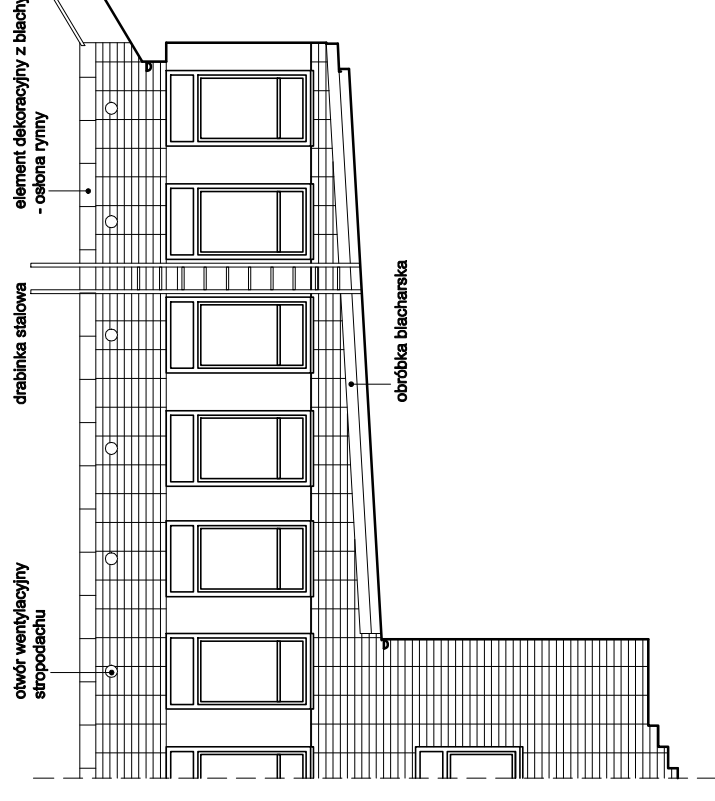 otwór wentylacyjny
stropodachu
drabinka stalowa
element dekoracyjny z blachy
- osłona rynny
obróbka blacharska